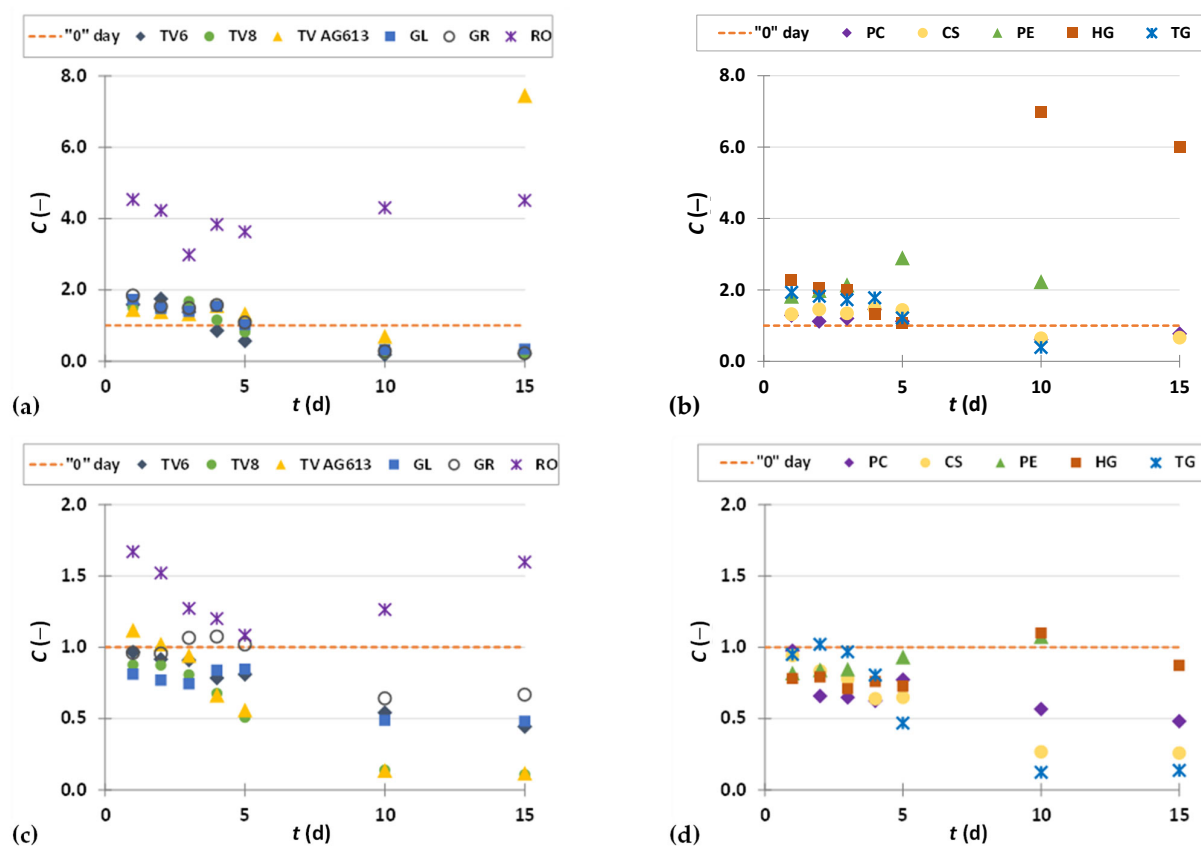 "0" day TV6 TV8 TV AG613 GL GR RO
8.0
6.0
4.0
2.0
0.0
C (–)
0 5 10 15
t (d)
(a)
"0" day PC CS PE HG TG
8.0
6.0
4.0
2.0
0.0
C (–)
0 5 10 15
t (d)
(b)
"0" day TV6 TV8 TV AG613 GL GR RO
2.0
1.5
1.0
0.5
0.0
C (–)
0 5 10 15
t (d)
(c)
"0" day PC CS PE HG TG
2.0
1.5
1.0
0.5
0.0
C (–)
0 5 10 15
t (d)
(d)